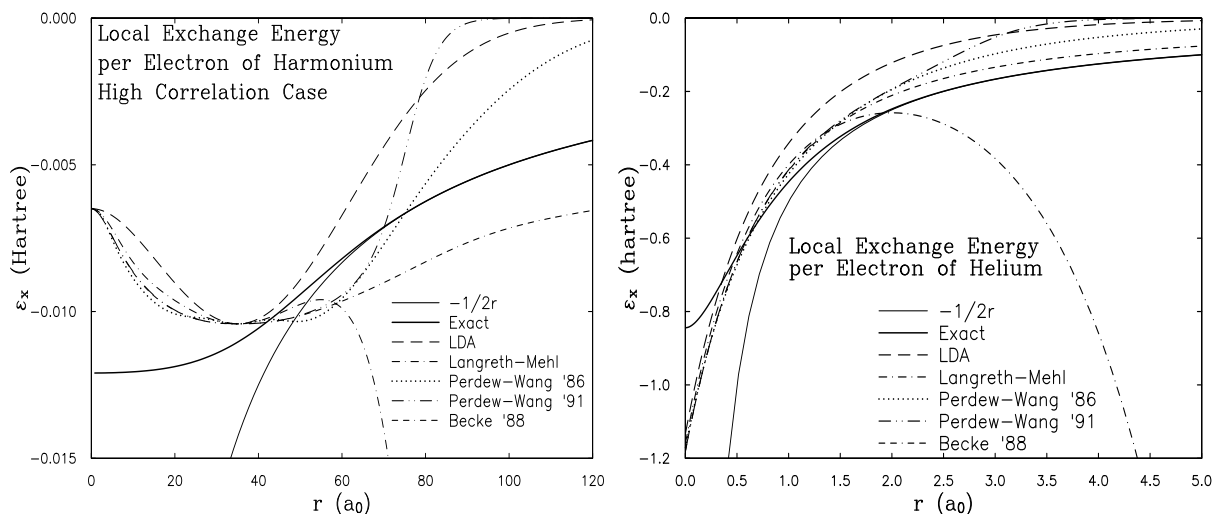 Local Exchange Energy
per Electron of Harmonium
High Correlation Case
0.000
−0.005
−0.010
−0.015
εx (Hartree)
−1/2r
Exact
LDA
Langreth−Mehl
Perdew−Wang '86
Perdew−Wang '91
Becke '88
0 20 40 60 80 100 120
r (a0)
0.0
−0.2
−0.4
−0.6
−0.8
−1.0
−1.2
εx (hartree)
Local Exchange Energy
per Electron of Helium
−1/2r
Exact
LDA
Langreth−Mehl
Perdew−Wang '86
Perdew−Wang '91
Becke '88
0.0 0.5 1.0 1.5 2.0 2.5 3.0 3.5 4.0 4.5 5.0
r (a0)